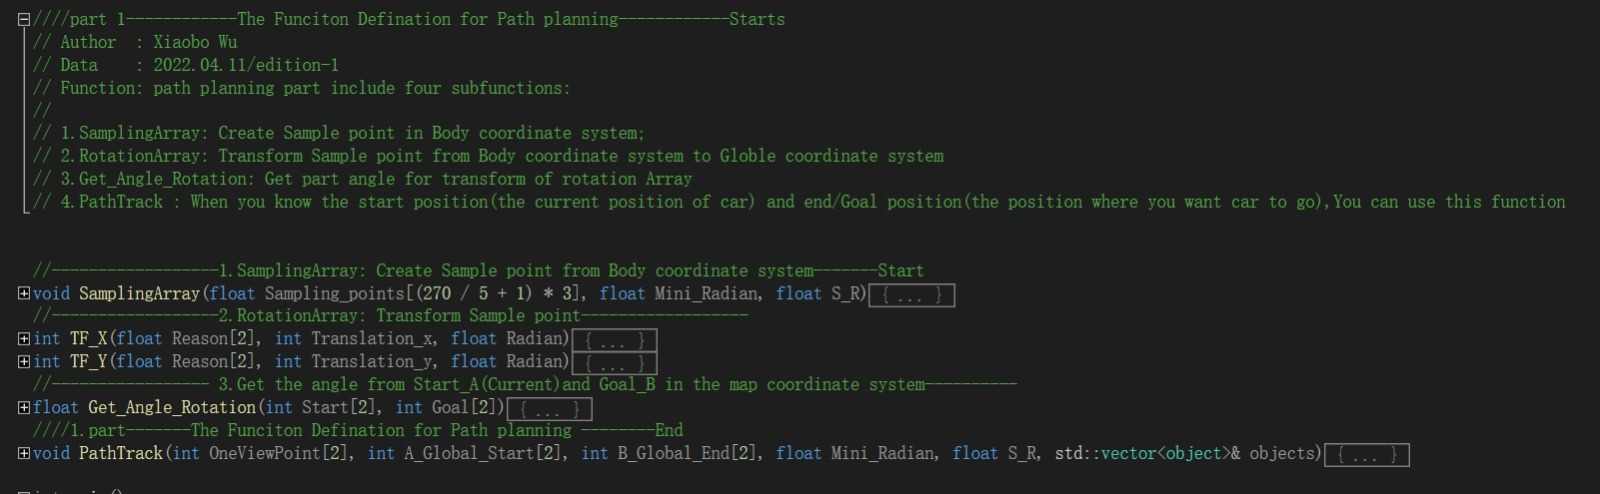 ////part 1------------The Funciton Defination for Path planning------------Starts
// Author  : Xiaobo Wu
// Data    : 2022.04.11/edition-1
// Function: path planning part include four subfunctions:
//
// 1.SamplingArray: Create Sample point in Body coordinate system;
// 2.RotationArray: Transform Sample point from Body coordinate system to Globle coordinate system
// 3.Get_Angle_Rotation: Get part angle for transform of rotation Array
// 4.PathTrack : When you know the start position(the current position of car) and end/Goal position(the position where you want car to go),You can use this function
//------------------1.SamplingArray: Create Sample point from Body coordinate system-------Start
void SamplingArray(float Sampling_points[(270 / 5 + 1) * 3], float Mini_Radian, float S_R){ ... }
//------------------2.RotationArray: Transform Sample point------------------
int TF_X(float Reason[2], int Translation_x, float Radian){ ... }
int TF_Y(float Reason[2], int Translation_y, float Radian){ ... }
//----------------- 3.Get the angle from Start_A(Current)and Goal_B in the map coordinate system----------
float Get_Angle_Rotation(int Start[2], int Goal[2]){ ... }
////1.part-------The Funciton Defination for Path planning --------End
void PathTrack(int OneViewPoint[2], int A_Global_Start[2], int B_Global_End[2], float Mini_Radian, float S_R, std::vector<object>& objects){ ... }